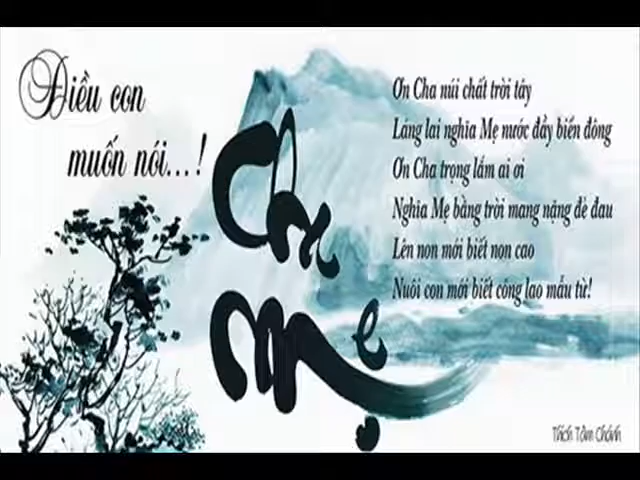 Điều con
muốn nói...!
Cha
Mẹ
Ơn Cha núi chất trời tây
Láng lai nghĩa Mẹ nước đầy biển đông
Ơn Cha trọng lắm ai ơi
Nghĩa Mẹ bằng trời mang nặng đẻ đau
Lên non mới biết non cao
Nuôi con mới biết công lao mẫu từ!
Thích Tâm Chánh